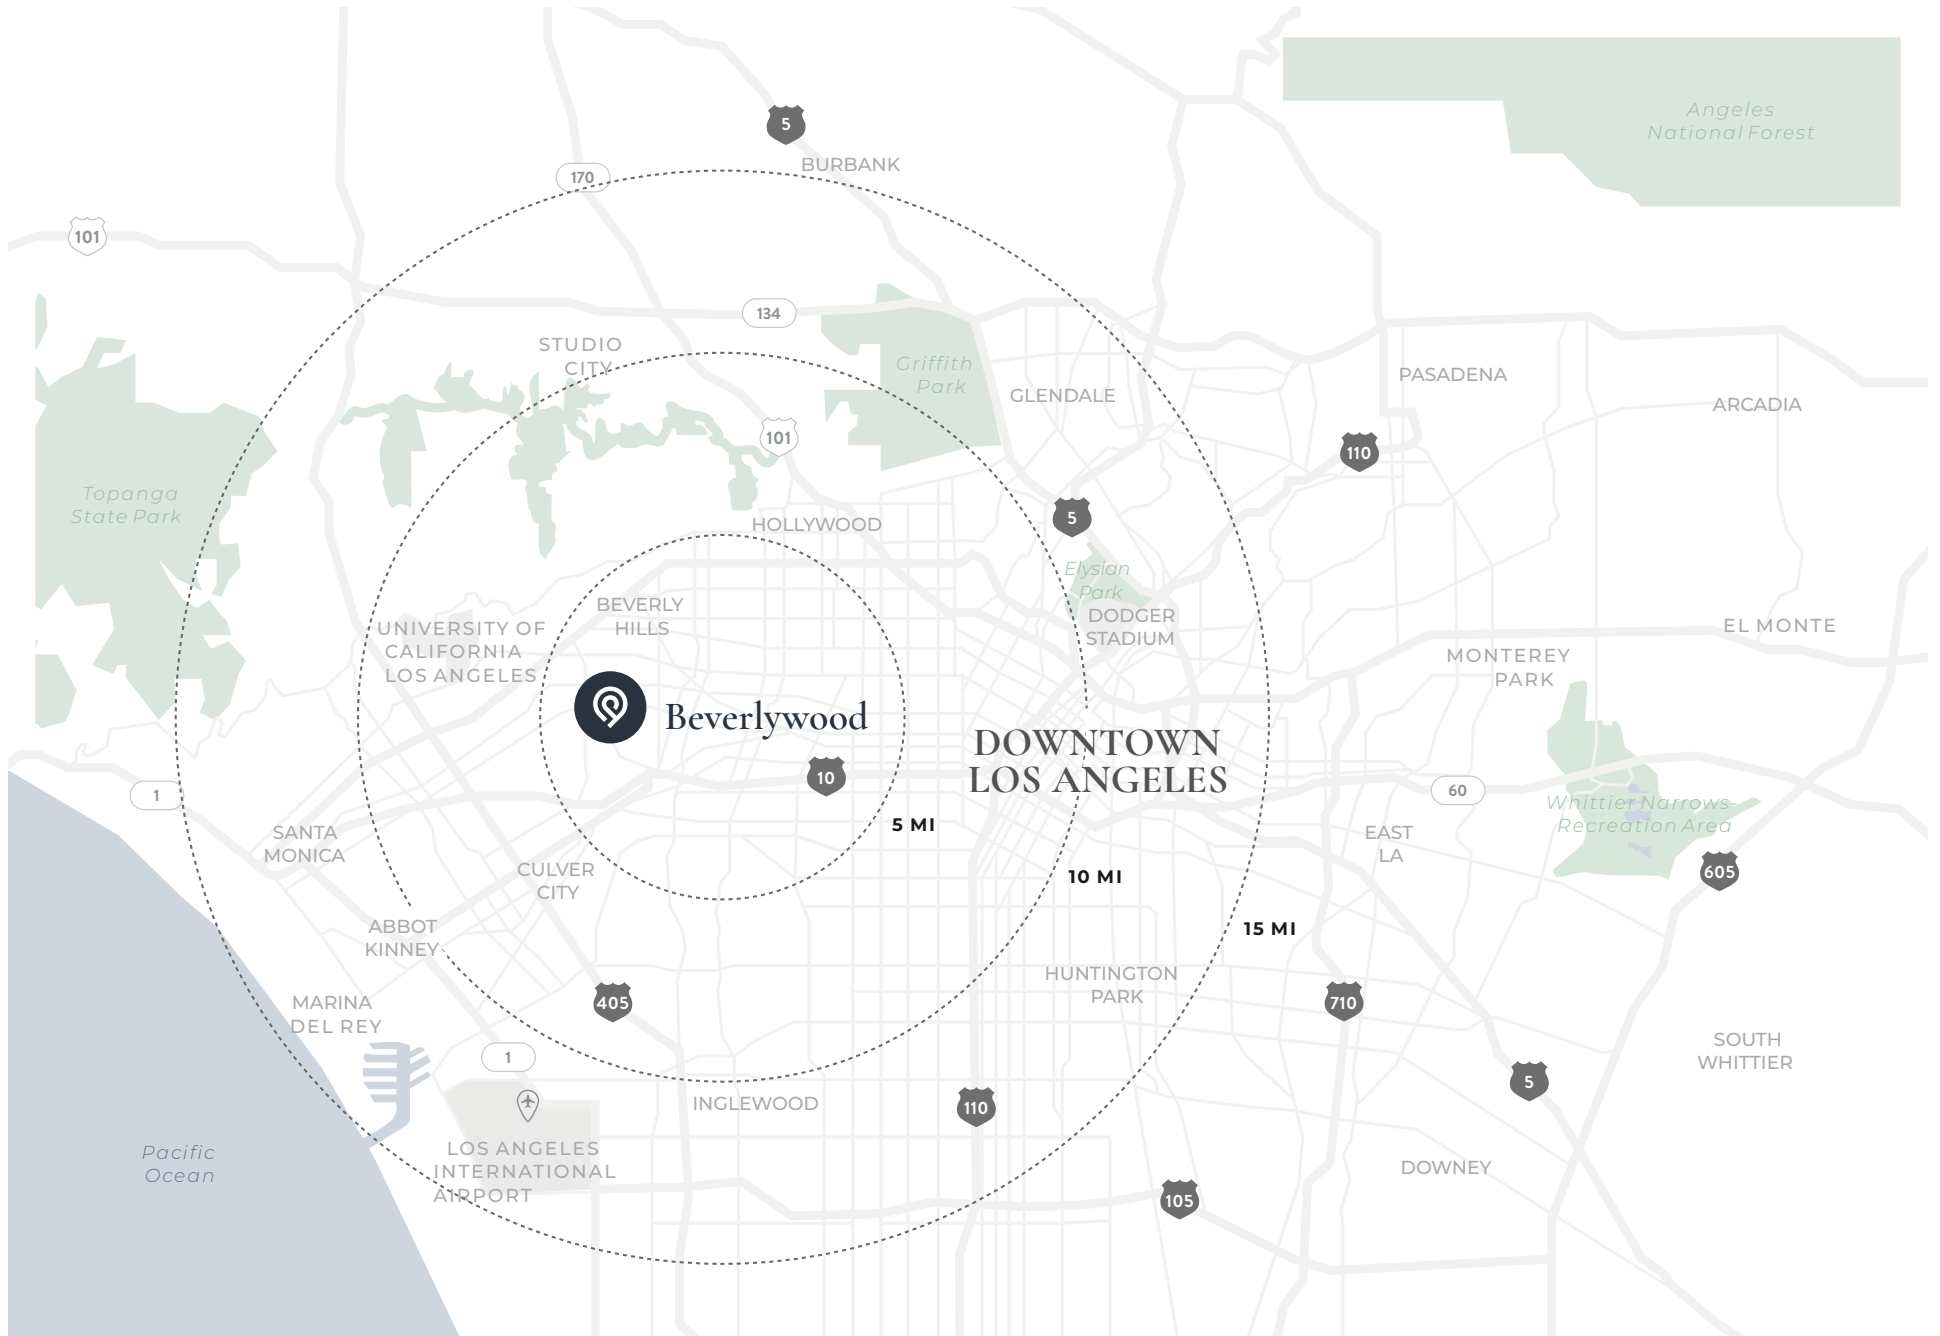 5
BURBANK
170
101
Angeles
National Forest
134
STUDIO
CITY
Griffith
Park
GLENDALE
PASADENA
ARCADIA
101
110
Topanga
State Park
HOLLYWOOD
5
Elysian
Park
DODGER
STADIUM
BEVERLY
HILLS
UNIVERSITY OF
CALIFORNIA
LOS ANGELES
EL MONTE
MONTEREY
PARK
Beverlywood
DOWNTOWN
LOS ANGELES
10
1
60
5 MI
Whittier Narrows-
Recreation Area
SANTA
MONICA
EAST
LA
605
CULVER
CITY
10 MI
ABBOT
KINNEY
15 MI
HUNTINGTON
PARK
MARINA
DEL REY
405
710
SOUTH
WHITTIER
1
5
INGLEWOOD
110
Pacific
Ocean
LOS ANGELES
INTERNATIONAL
AIRPORT
DOWNEY
105